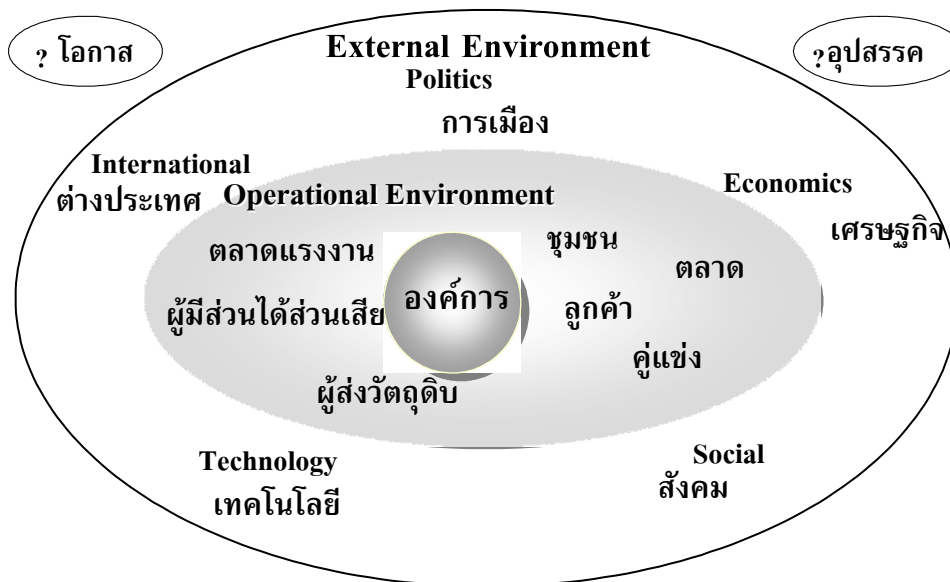 ? โอกาส
External Environment
?อุปสรรค
Politics
การเมือง
International
ต่างประเทศ
Operational Environment
Economics
เศรษฐกิจ
ตลาดแรงงาน
ชุมชน
ตลาด
องค์การ
ผู้มีส่วนได้ส่วนเสีย
ลูกค้า
คู่แข่ง
ผู้ส่งวัตถุดิบ
Technology
เทคโนโลยี
Social
สังคม